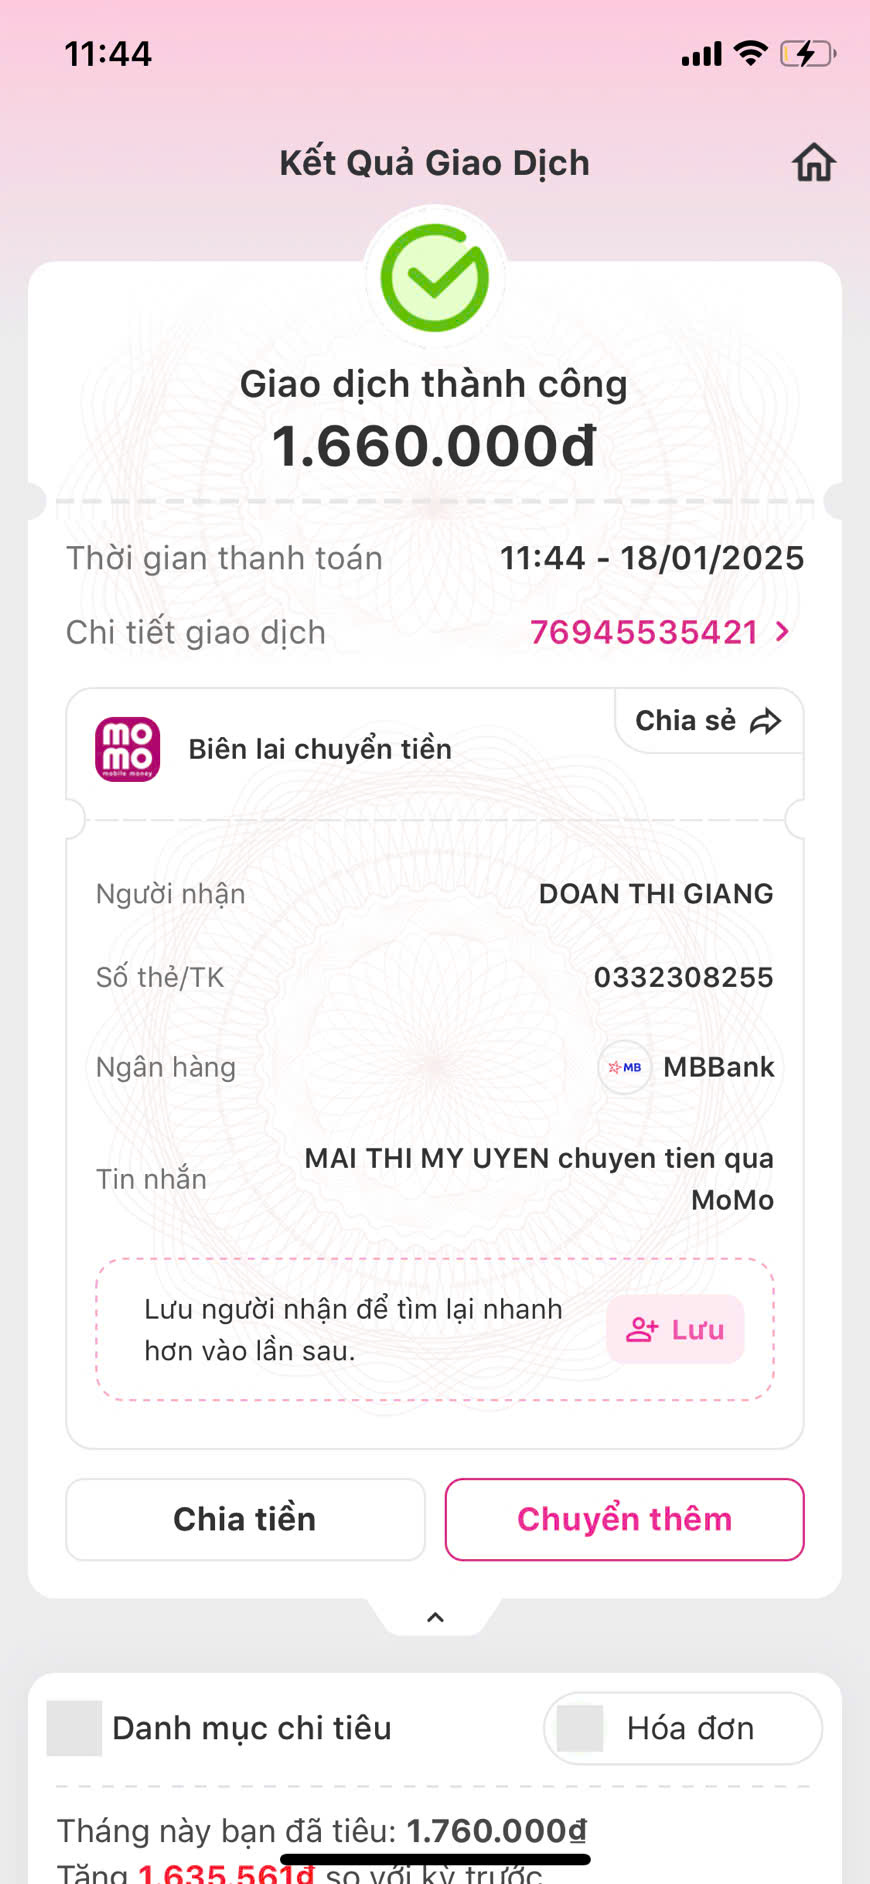 11:44
Kết Quả Giao Dịch
Giao dịch thành công
1.660.000đ
Thời gian thanh toán 11:44 - 18/01/2025
Chi tiết giao dịch 76945535421
Chia sẻ
mo
mo
mobile money
Biên lai chuyển tiền
Người nhận DOAN THI GIANG
Số thẻ/TK 0332308255
Ngân hàng MB MBBank
Tin nhắn MAI THI MY UYEN chuyen tien qua
MoMo
Lưu người nhận để tìm lại nhanh
hơn vào lần sau.
Lưu
Chia tiền Chuyển thêm
Danh mục chi tiêu Hóa đơn
Tháng này bạn đã tiêu: 1.760.000₫
Tăng 1.635.561₫ so với kỳ trước